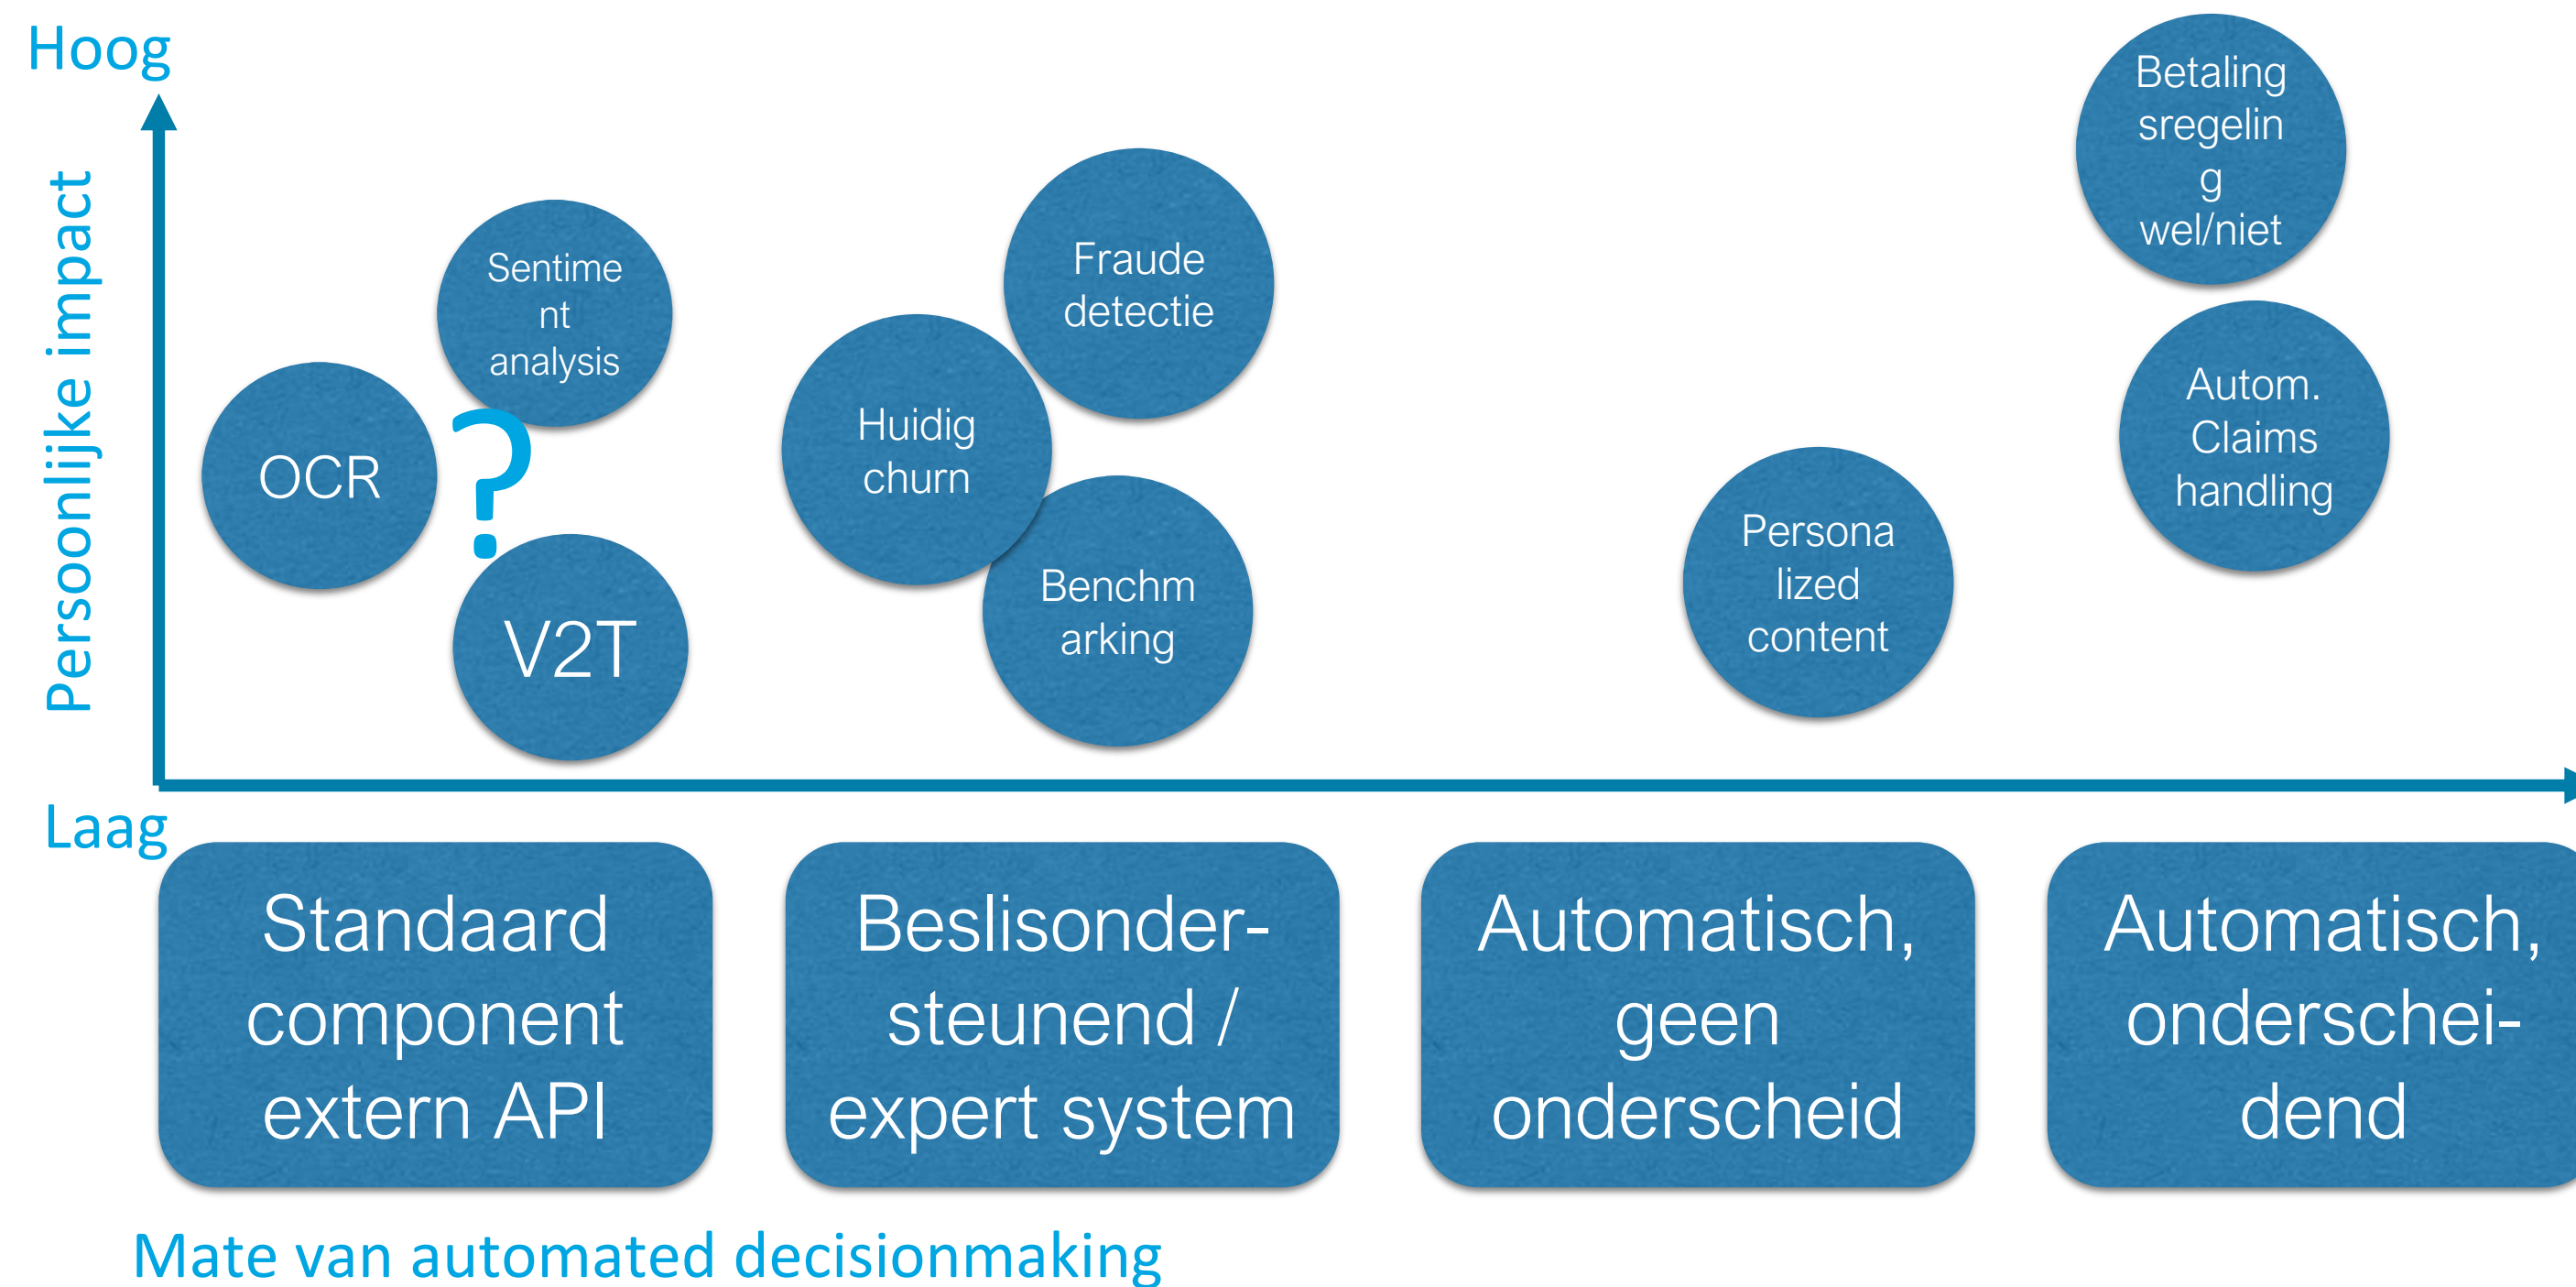 Hoog
Persoonlijke impact
Laag
OCR
Sentime
nt
analysis
?
V2T
Huidig
churn
Fraude
detectie
Benchm
arking
Persona
lized
content
Betaling
sregelin
g
wel/niet
Autom.
Claims
handling
Standaard
component
extern API
Beslisonder-
steunend /
expert system
Automatisch,
geen
onderscheid
Automatisch,
onderschei-
dend
Mate van automated decisionmaking